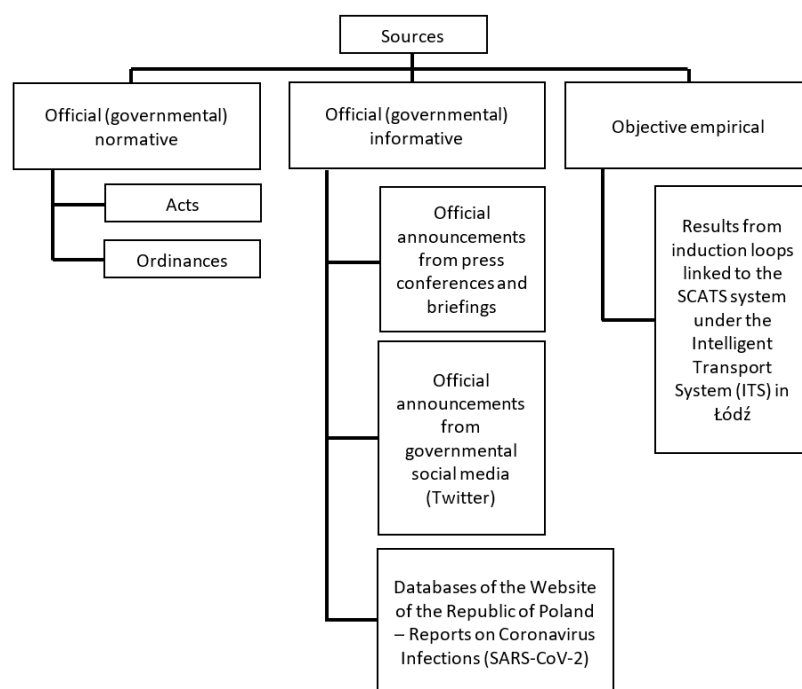 Sources
Official (governmental)
normative
Official (governmental)
informative
Objective empirical
Acts
Ordinances
Official
announcements
from press
conferences and
briefings
Official
announcements
from
governmental
social media
(Twitter)
Databases of the Website
of the Republic of Poland
– Reports on Coronavirus
Infections (SARS-CoV-2)
Results from
induction loops
linked to the
SCATS system
under the
Intelligent
Transport
System (ITS) in
Łódź